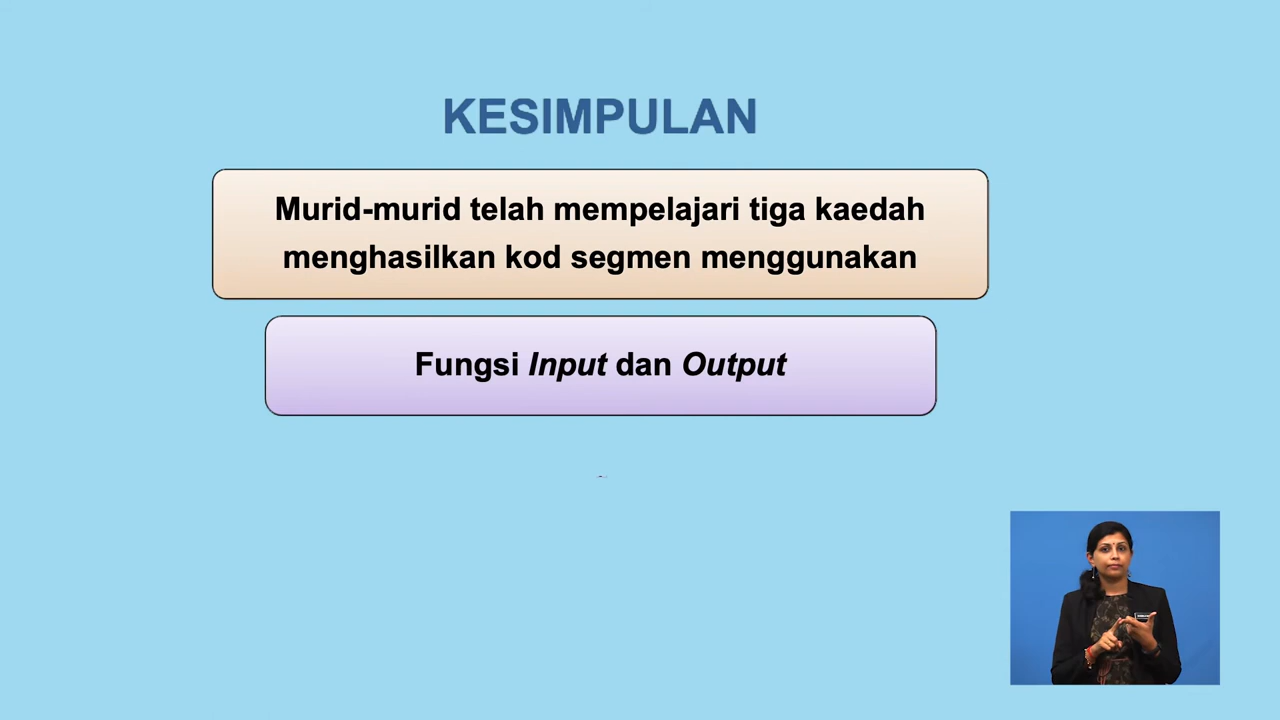 KESIMPULAN
Murid-murid telah mempelajari tiga kaedah
menghasilkan kod segmen menggunakan
Fungsi Input dan Output